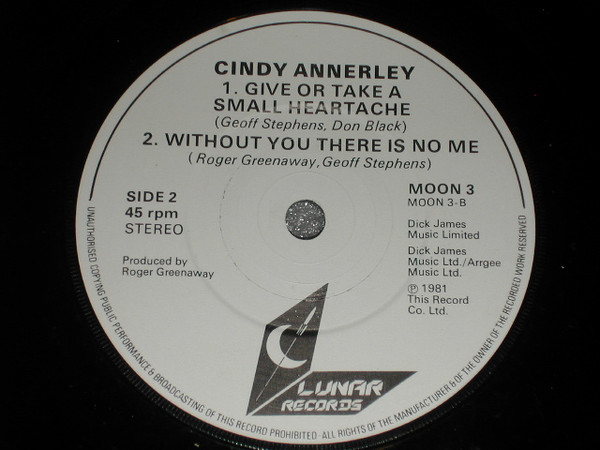 CINDY ANNERLEY
1. GIVE OR TAKE A
SMALL HEARTACHE
(Geoff Stephens, Don Black)
2. WITHOUT YOU THERE IS NO ME
(Roger Greenaway, Geoff Stephens)
SIDE 2
45 rpm
STEREO
MOON 3
MOON 3-B
Dick James
Music Limited
Dick James
Music Ltd./Arrgee
Music Ltd.
Produced by
Roger Greenaway
℗ 1981
This Record
Co. Ltd.
LUNAR
RECORDS
UNAUTHORISED COPYING PUBLIC PERFORMANCE & BROADCASTING OF THIS RECORD PROHIBITED · ALL RIGHTS OF THE MANUFACTURER & OF THE OWNER OF THE RECORDED WORK RESERVED